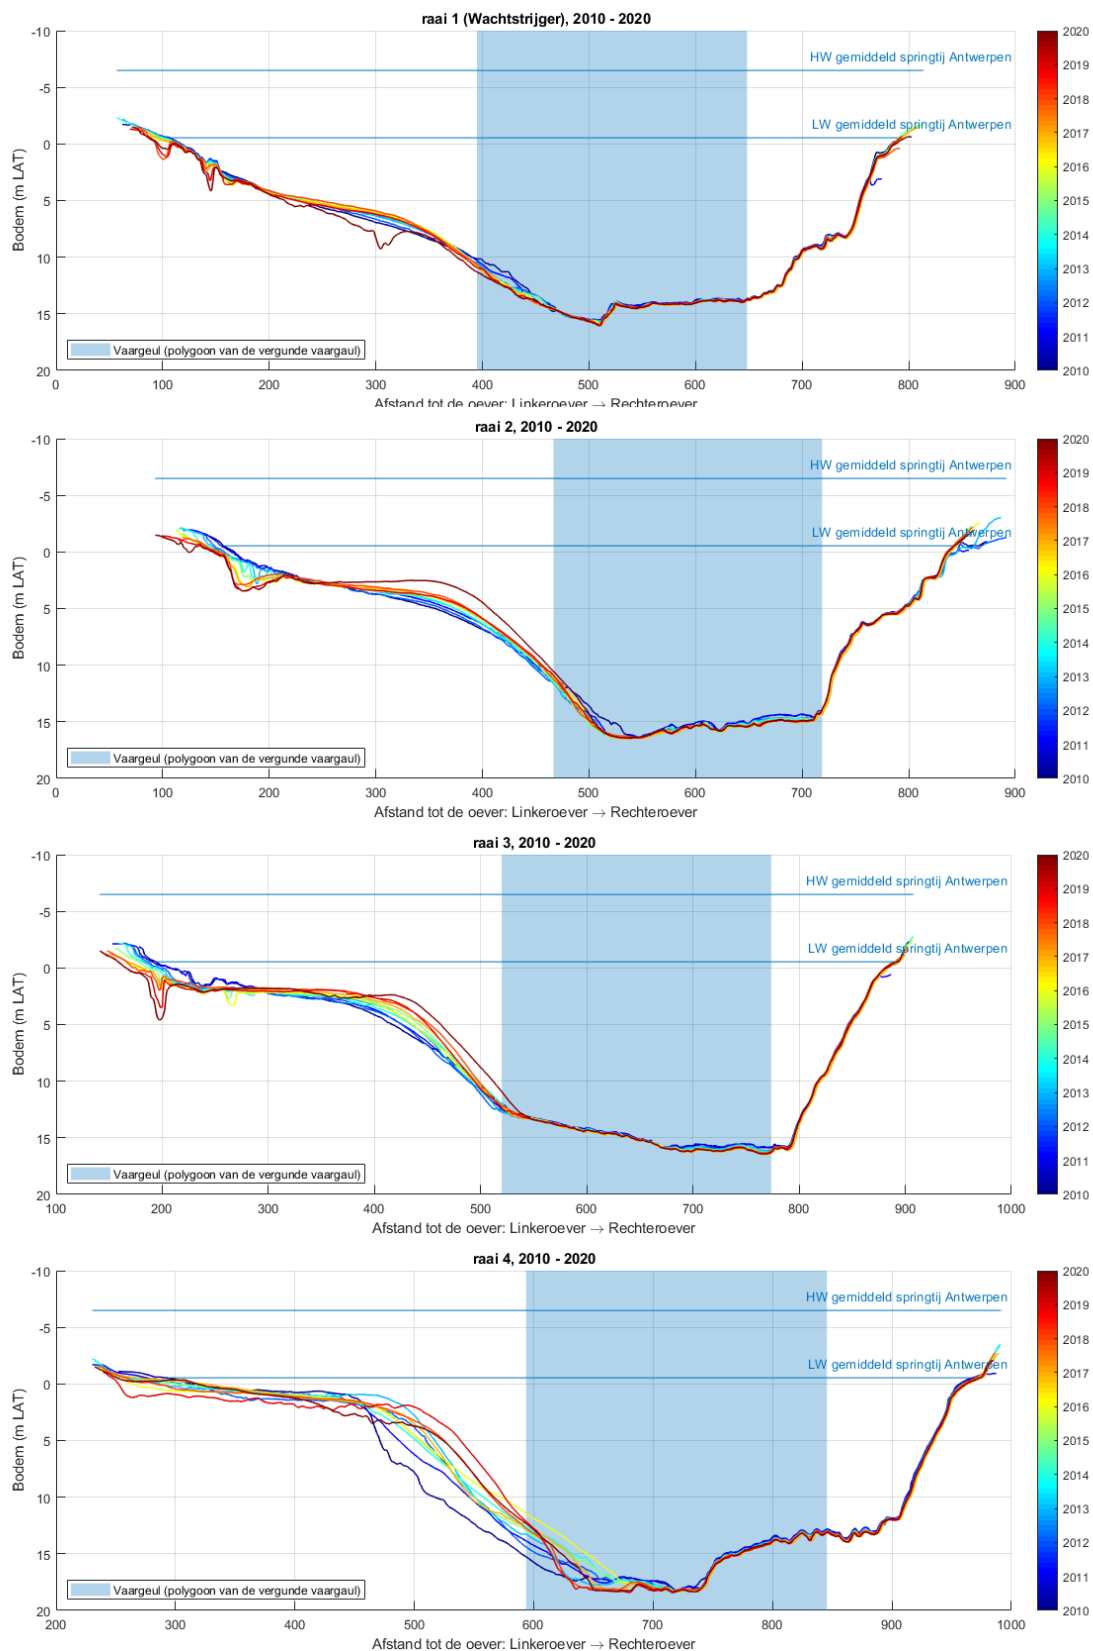 raai 1 (Wachtstrijger), 2010 - 2020
-10
-5
0
5
10
15
20
Bodem (m LAT)
HW gemiddeld springtij Antwerpen
LW gemiddeld springtij Antwerpen
Vaargeul (polygoon van de vergunde vaargaul)
0 100 200 300 400 500 600 700 800 900
Afstand tot de oever: Linkeroever → Rechteroever
2020
2019
2018
2017
2016
2015
2014
2013
2012
2011
2010
raai 2, 2010 - 2020
-10
-5
0
5
10
15
20
Bodem (m LAT)
HW gemiddeld springtij Antwerpen
LW gemiddeld springtij Antwerpen
Vaargeul (polygoon van de vergunde vaargaul)
0 100 200 300 400 500 600 700 800 900
Afstand tot de oever: Linkeroever → Rechteroever
2020
2019
2018
2017
2016
2015
2014
2013
2012
2011
2010
raai 3, 2010 - 2020
-10
-5
0
5
10
15
20
Bodem (m LAT)
HW gemiddeld springtij Antwerpen
LW gemiddeld springtij Antwerpen
Vaargeul (polygoon van de vergunde vaargaul)
100 200 300 400 500 600 700 800 900 1000
Afstand tot de oever: Linkeroever → Rechteroever
2020
2019
2018
2017
2016
2015
2014
2013
2012
2011
2010
raai 4, 2010 - 2020
-10
-5
0
5
10
15
20
Bodem (m LAT)
HW gemiddeld springtij Antwerpen
LW gemiddeld springtij Antwerpen
Vaargeul (polygoon van de vergunde vaargaul)
200 300 400 500 600 700 800 900 1000
Afstand tot de oever: Linkeroever → Rechteroever
2020
2019
2018
2017
2016
2015
2014
2013
2012
2011
2010